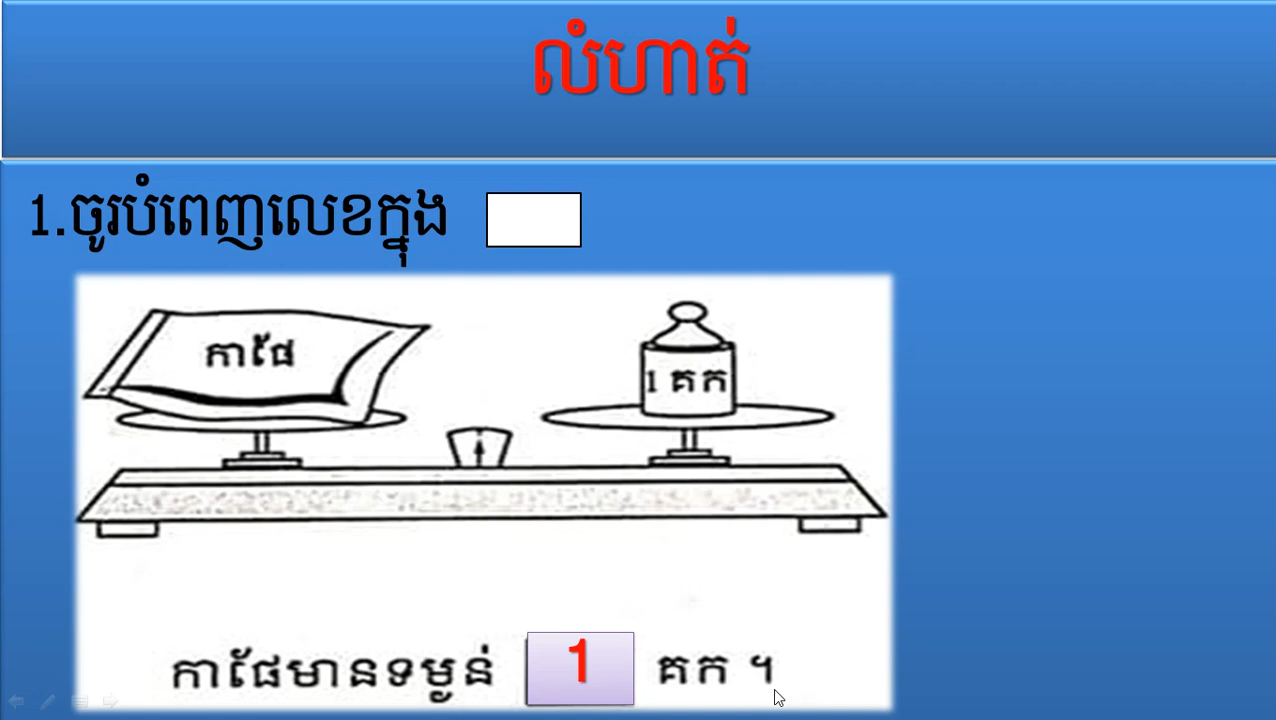 លំហាត់
1.ចូរបំពេញលេខក្នុង
កាផែ
1 គក
កាផែមានទម្ងន់ 1 គក ។